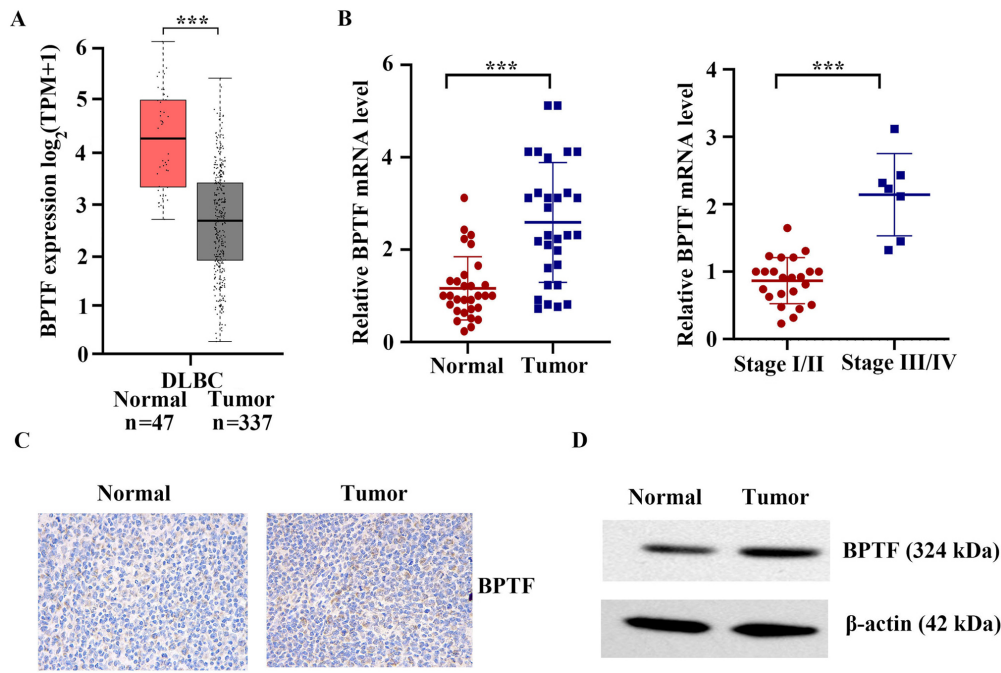 A
***
BPTF expression log2(TPM+1)
6
5
4
3
2
1
0
DLBC
Normal
n=47
Tumor
n=337
B
***
Relative BPTF mRNA level
6
4
2
0
Normal
Tumor
***
Relative BPTF mRNA level
4
3
2
1
0
Stage I/II
Stage III/IV
C
Normal
Tumor
BPTF
D
Normal
Tumor
BPTF (324 kDa)
β-actin (42 kDa)